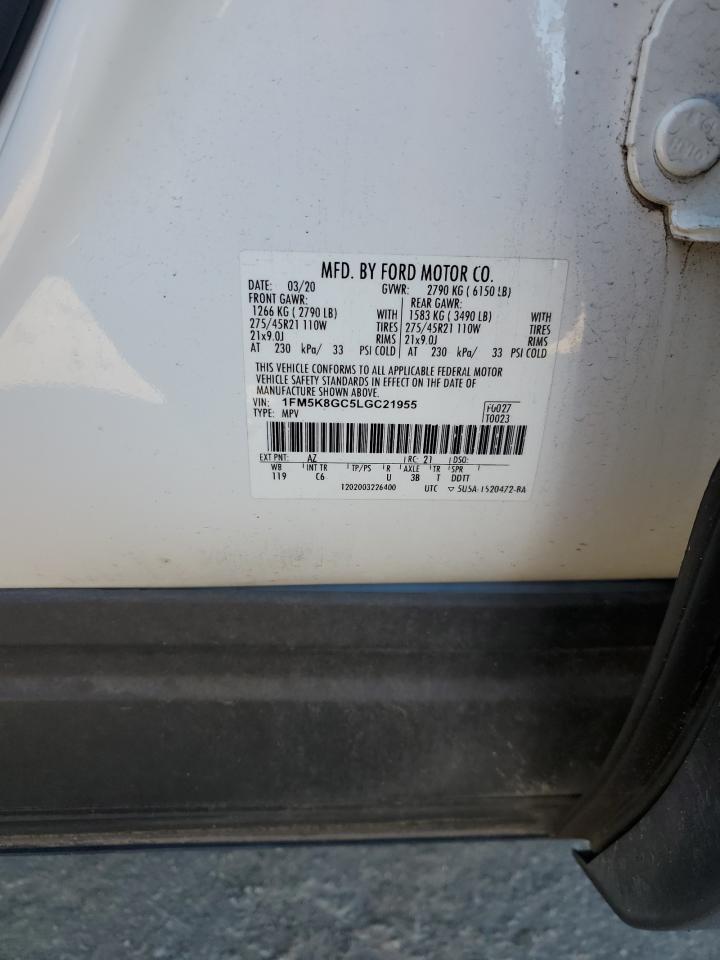 MFD. BY FORD MOTOR CO.
DATE: 03/20 GVWR: 2790 KG ( 6150 LB)
FRONT GAWR: REAR GAWR:
1266 KG ( 2790 LB) WITH 1583 KG ( 3490 LB) WITH
275/45R21 110W TIRES 275/45R21 110W TIRES
21x9.0J RIMS 21x9.0J RIMS
AT 230 kPa/ 33 PSI COLD AT 230 kPa/ 33 PSI COLD
THIS VEHICLE CONFORMS TO ALL APPLICABLE FEDERAL MOTOR
VEHICLE SAFETY STANDARDS IN EFFECT ON THE DATE OF
MANUFACTURE SHOWN ABOVE.
VIN: 1FM5K8GC5LGC21955 F0027
TYPE: MPV T0023
EXT PNT: AZ RC: 21 DSO:
WB INT TR TP/PS R AXLE TR SPR
119 C6 U 3B T DDTT
1202003226400 UTC ▽ 5U5A-1520472-BA